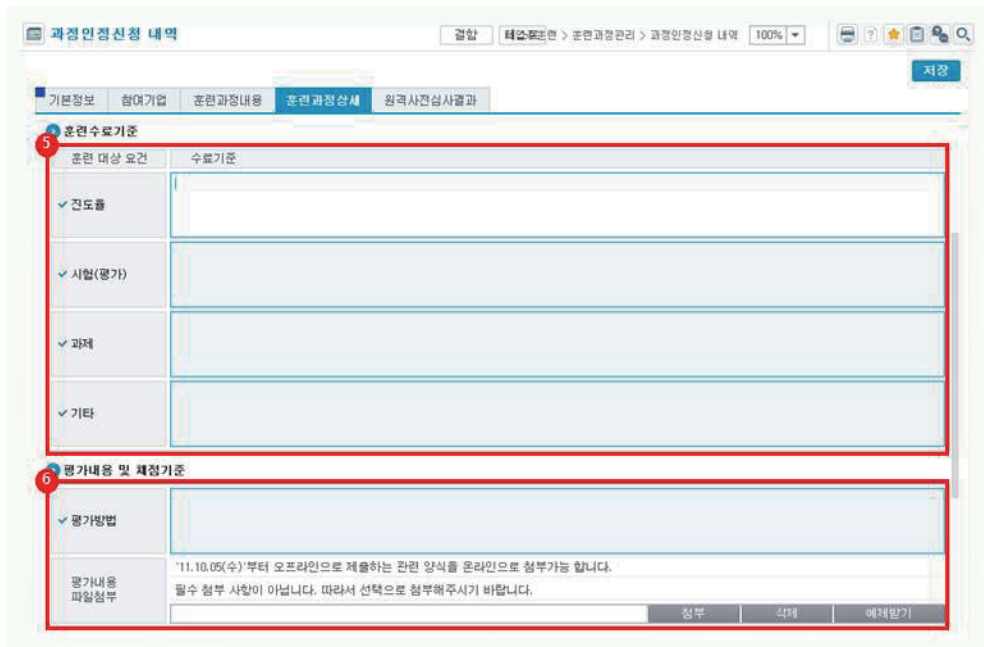 과정인정신청 내역
결함 훈련 > 훈련과정관리 > 과정인정신청 내역 100%
저장
기본정보 참여기업 훈련과정내용 훈련과정상세 원격사전심사결과
훈련수료기준
5
훈련 대상 요건 수료기준
진도율
시험(평가)
과제
기타
평가내용 및 채점기준
6
평가방법
'11.10.05(수)'부터 오프라인으로 제출하는 관련 양식을 온라인으로 첨부가능 합니다.
평가내용
파일첨부
필수 첨부 사항이 아닙니다. 따라서 선택으로 첨부해주시기 바랍니다.
첨부 삭제 예제받기